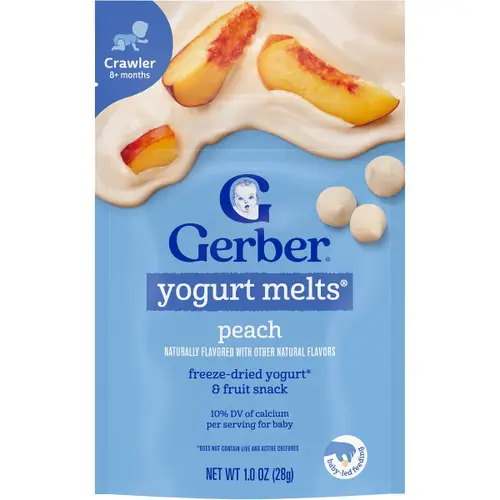 Crawler
8+ months
Gerber®
yogurt melts®
peach
NATURALLY FLAVORED WITH OTHER NATURAL FLAVORS
freeze-dried yogurt*
& fruit snack
10% DV of calcium
per serving for baby
*DOES NOT CONTAIN LIVE AND ACTIVE CULTURES
baby-led feeding
NET WT 1.0 OZ (28g)